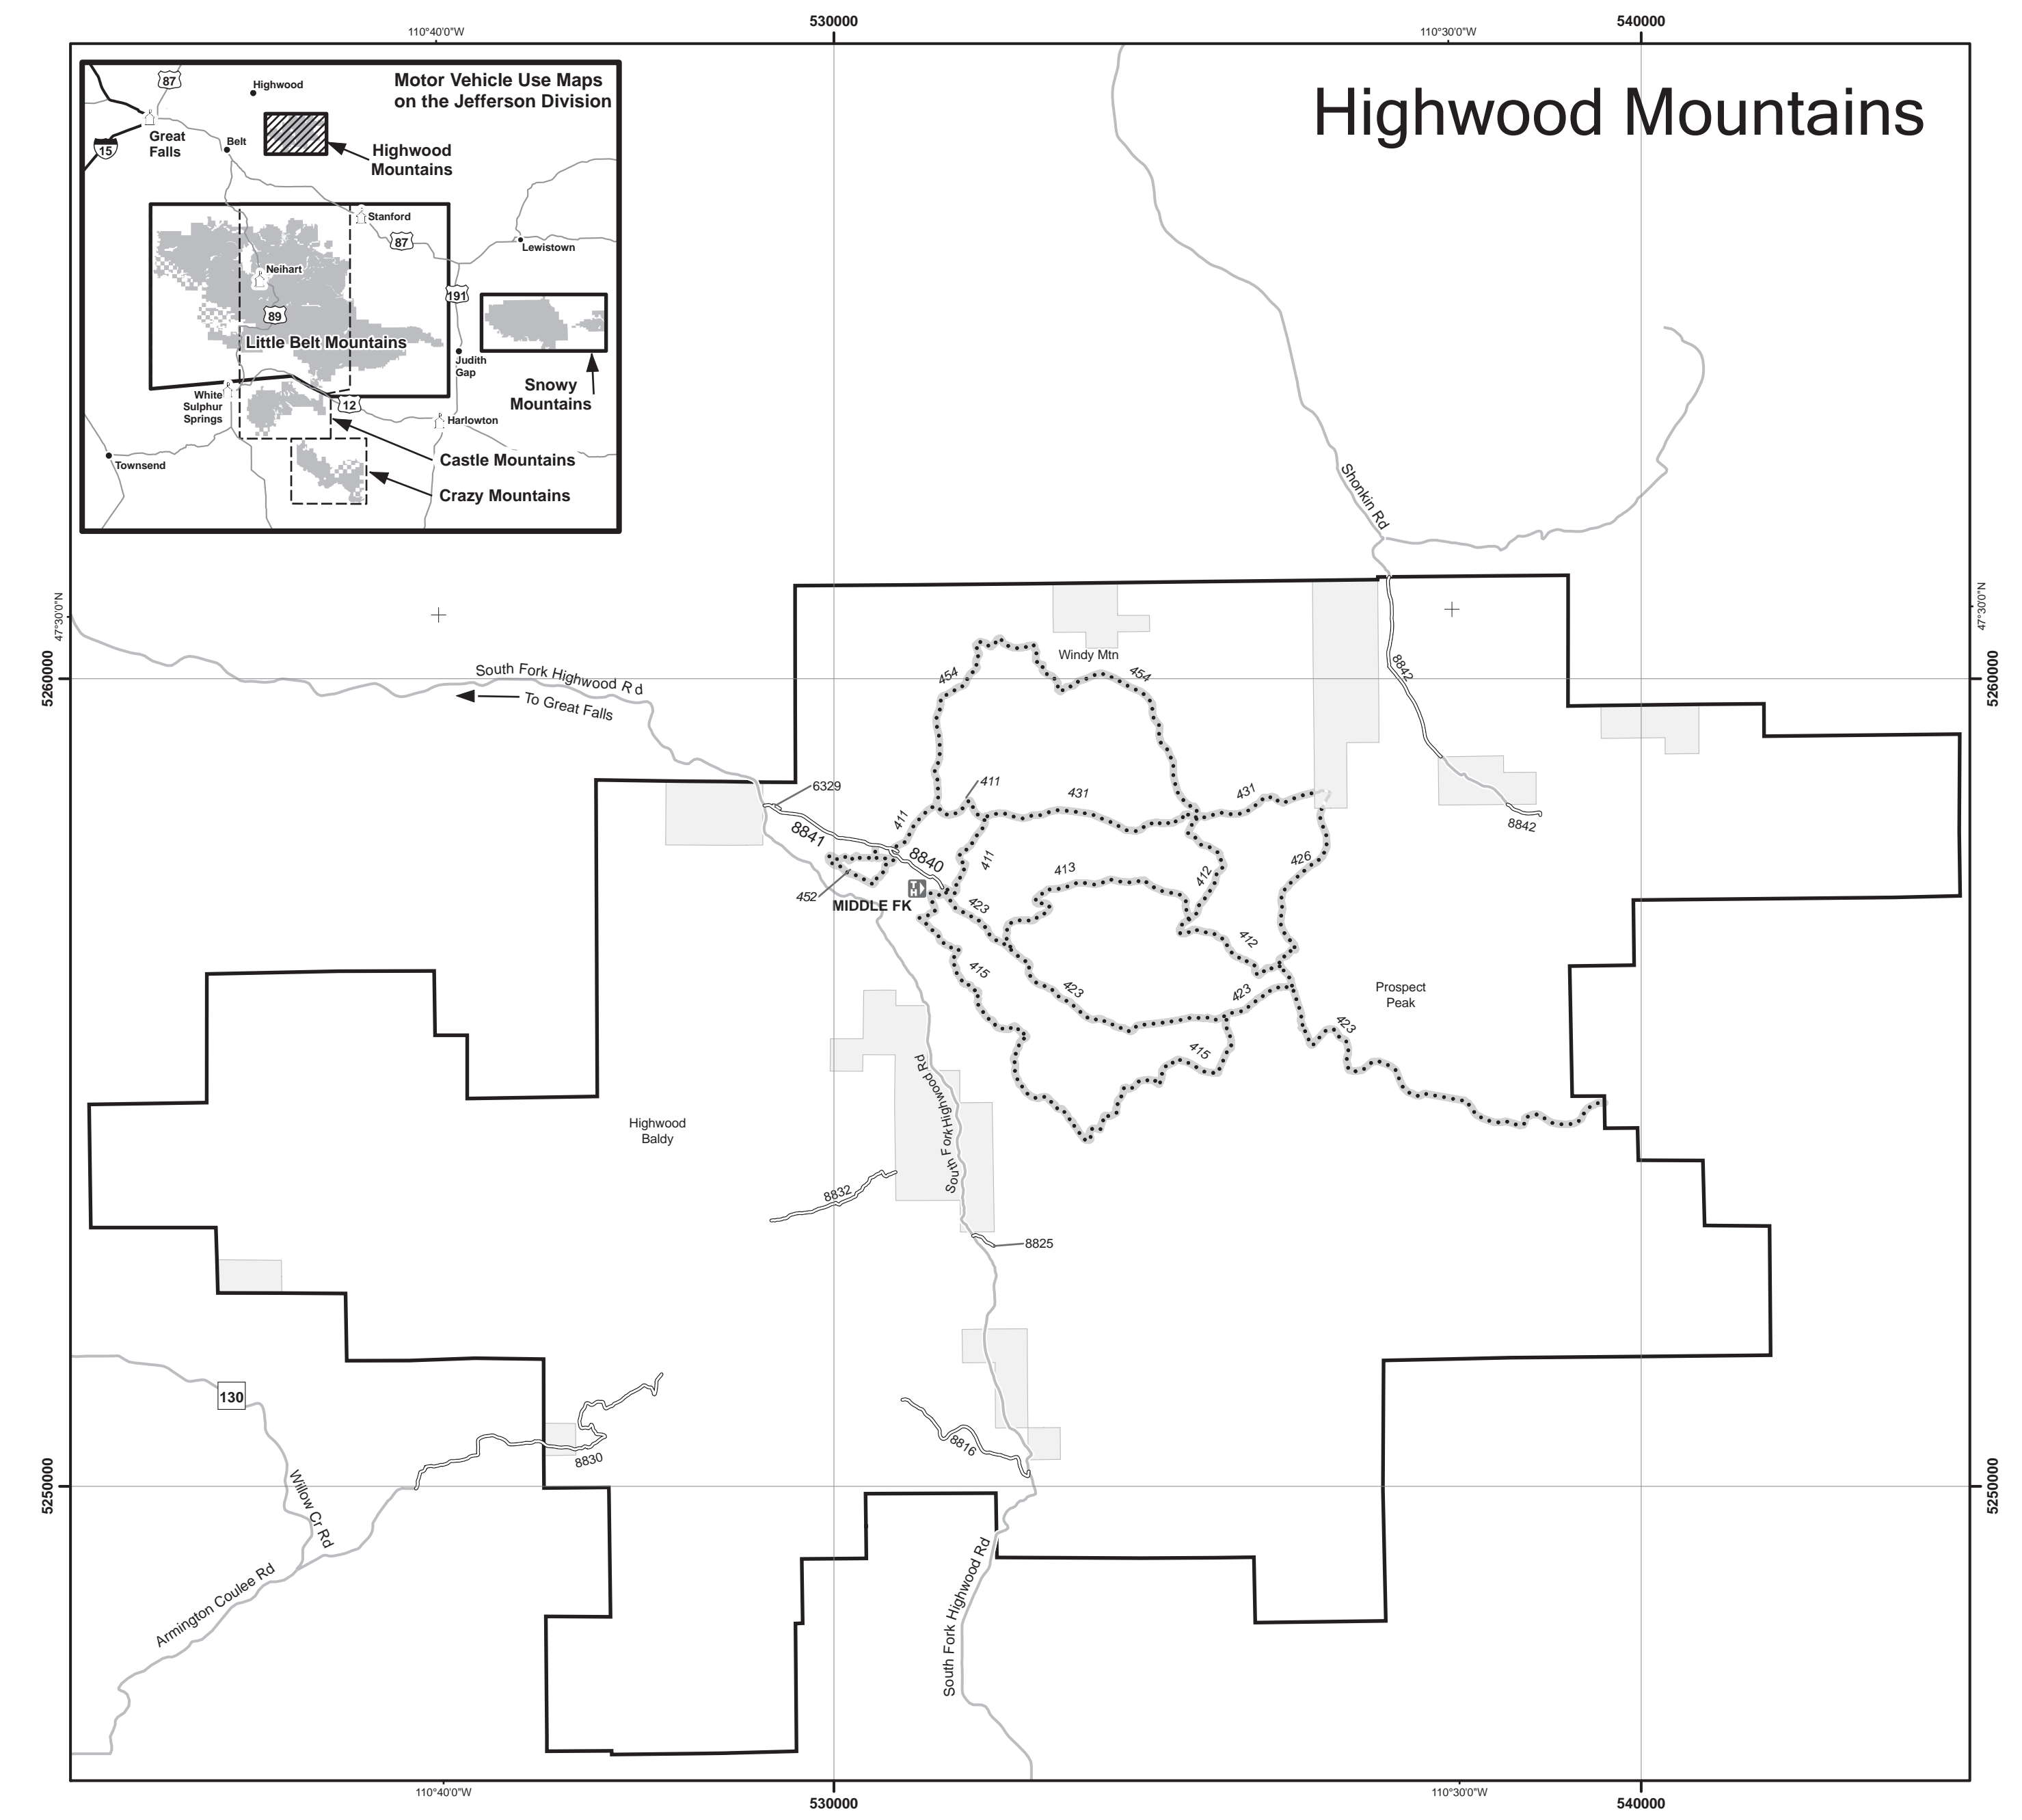 530000
540000
110°40'0"W
110°30'0"W
Highwood Mountains
Motor Vehicle Use Maps
on the Jefferson Division
87
Highwood
Great
Falls
15
Belt
Highwood
Mountains
Stanford
87
Lewistown
Neihart
191
89
Little Belt Mountains
Judith
Gap
Snowy
Mountains
White
Sulphur
Springs
12
Harlowton
Castle Mountains
Townsend
Crazy Mountains
Shonkin Rd
47°30'0"N
47°30'0"N
5260000
5260000
South Fork Highwood Rd
To Great Falls
Windy Mtn
454
454
8842
6329
411
431
431
8841
411
8840
411
413
412
426
8842
452
TH
MIDDLE FK
423
412
415
423
423
Prospect
Peak
423
415
South Fork Highwood Rd
Highwood
Baldy
8832
8825
130
8816
8830
Willow Cr Rd
5250000
5250000
Armington Coulee Rd
South Fork Highwood Rd
110°40'0"W
110°30'0"W
530000
540000